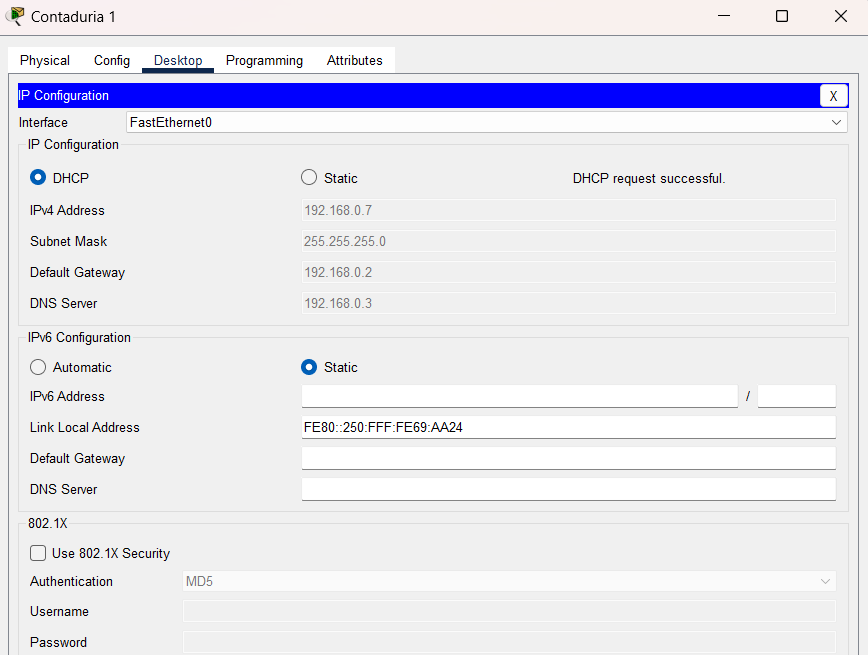 Contaduria 1
Physical Config Desktop Programming Attributes
IP Configuration X
Interface FastEthernet0
IP Configuration
DHCP Static DHCP request successful.
IPv4 Address 192.168.0.7
Subnet Mask 255.255.255.0
Default Gateway 192.168.0.2
DNS Server 192.168.0.3
IPv6 Configuration
Automatic Static
IPv6 Address /
Link Local Address FE80::250:FFF:FE69:AA24
Default Gateway
DNS Server
802.1X
Use 802.1X Security
Authentication MD5
Username
Password